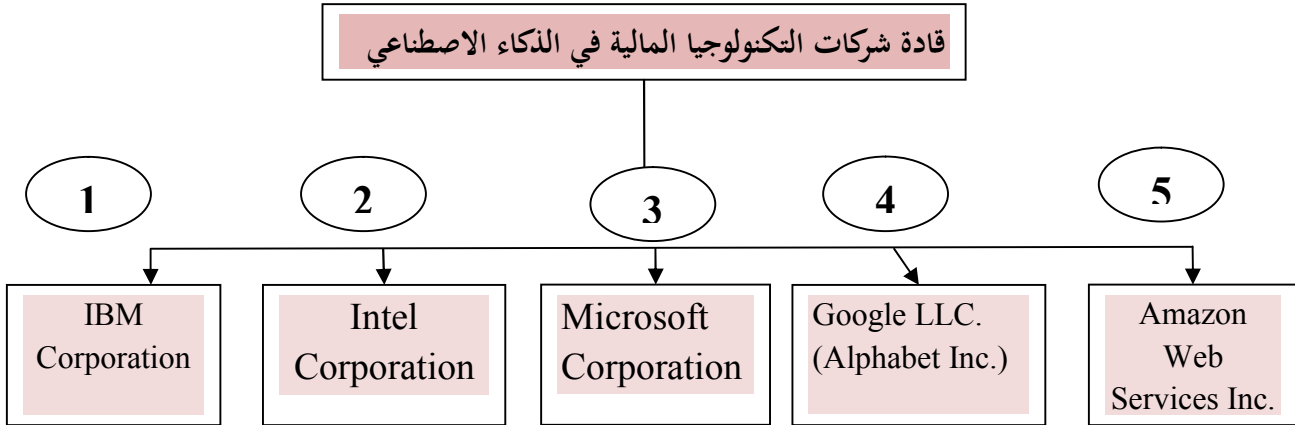 قادة شركات التكنولوجيا المالية في الذكاء الاصطناعي
1
2
3
4
5
IBM
Corporation
Intel
Corporation
Microsoft
Corporation
Google LLC.
(Alphabet Inc.)
Amazon
Web
Services Inc.